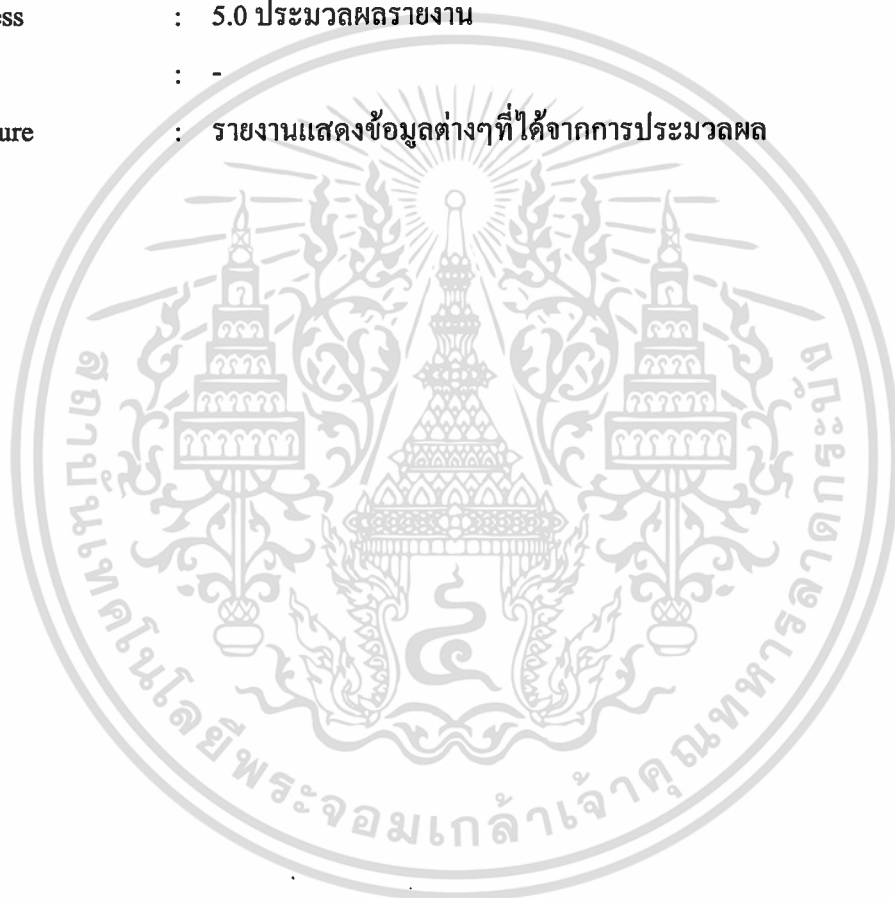 ess : 5.0 ประมวลผลรายงาน
: -
ure : รายงานแสดงข้อมูลต่างๆที่ได้จากการประมวลผล
สถาบันเทคโนโลยีพระจอมเกล้าเจ้าคุณทหารลาดกระบัง
๔